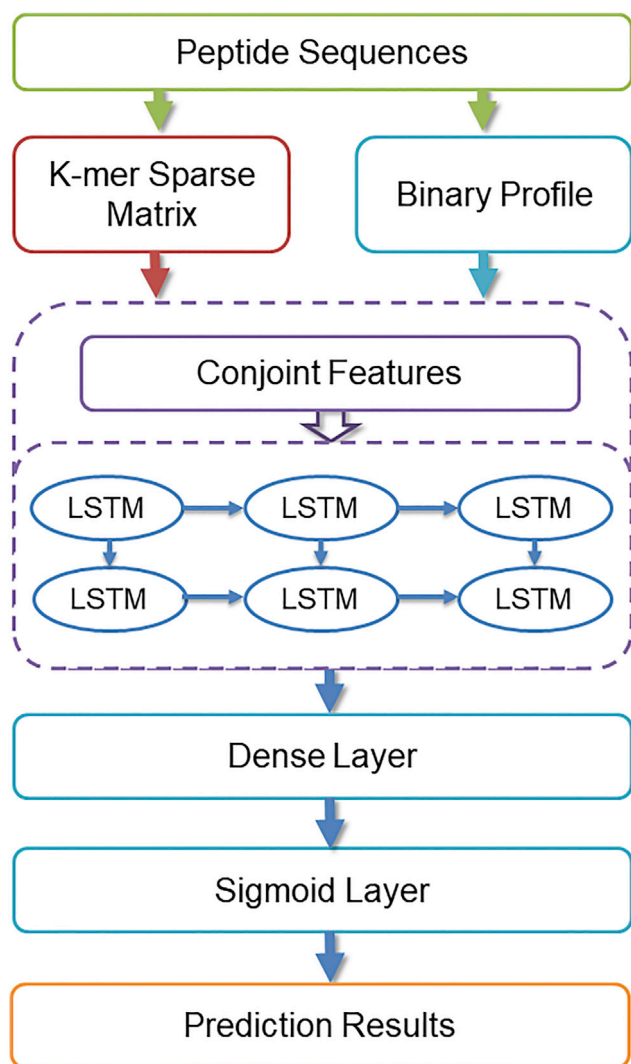 Peptide Sequences
K-mer Sparse
Matrix
Binary Profile
Conjoint Features
LSTM
LSTM
LSTM
LSTM
LSTM
LSTM
Dense Layer
Sigmoid Layer
Prediction Results